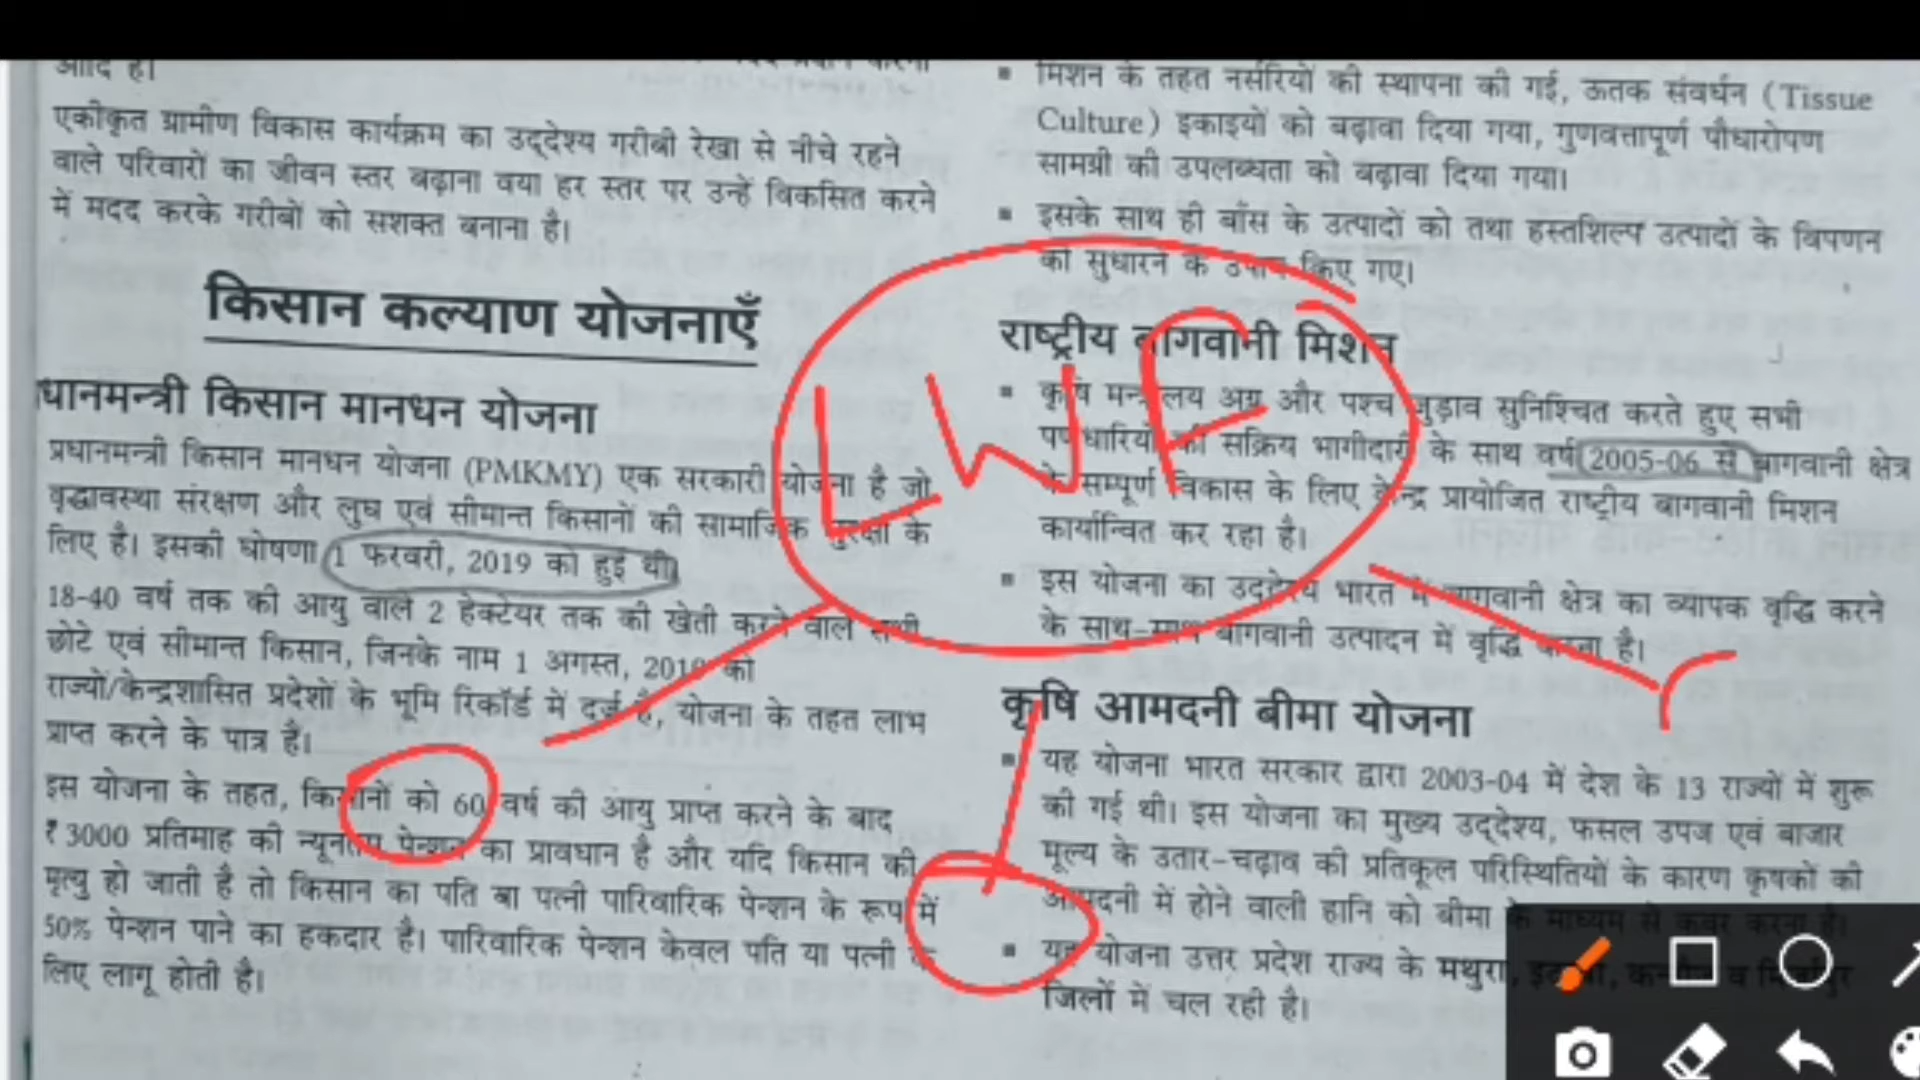 आदि है।
एकीकृत ग्रामीण विकास कार्यक्रम का उद्देश्य गरीबी रेखा से नीचे रहने
वाले परिवारों का जीवन स्तर बढ़ाना वया हर स्तर पर उन्हें विकसित करने
में मदद करके गरीबों को सशक्त बनाना है।
किसान कल्याण योजनाएँ
धानमन्त्री किसान मानधन योजना
प्रधानमन्त्री किसान मानधन योजना (PMKMY) एक सरकारी योजना है जो
वृद्धावस्था संरक्षण और लुघ एवं सीमान्त किसानों की सामाजिक सुरक्षा के
लिए है। इसकी घोषणा 1 फरवरी, 2019 को हुई थी
18-40 वर्ष तक की आयु वाले 2 हेक्टेयर तक की खेती करने वाले सभी
छोटे एवं सीमान्त किसान, जिनके नाम 1 अगस्त, 2019 को
राज्यों/केन्द्रशासित प्रदेशों के भूमि रिकॉर्ड में दर्ज है, योजना के तहत लाभ
प्राप्त करने के पात्र हैं।
इस योजना के तहत, किसानों को 60 वर्ष की आयु प्राप्त करने के बाद
₹ 3000 प्रतिमाह की न्यूनतम पेन्शन का प्रावधान है और यदि किसान की
मृत्यु हो जाती है तो किसान का पति वा पत्नी पारिवारिक पेन्शन के रूप में
50% पेन्शन पाने का हकदार है। पारिवारिक पेन्शन केवल पति या पत्नी के
लिए लागू होती है।
▪ मिशन के तहत नर्सरियों की स्थापना की गई, ऊतक संवर्धन (Tissue
Culture) इकाइयों को बढ़ावा दिया गया, गुणवत्तापूर्ण पौधारोपण
सामग्री की उपलब्धता को बढ़ावा दिया गया।
▪ इसके साथ ही बाँस के उत्पादों को तथा हस्तशिल्प उत्पादों के विपणन
को सुधारने के उपाय किए गए।
राष्ट्रीय बागवानी मिशन
▪ कृषि मन्त्रालय अग्र और पश्च जुड़ाव सुनिश्चित करते हुए सभी
पणधारियों की सक्रिय भागीदारी के साथ वर्ष 2005-06 से बागवानी क्षेत्र
के सम्पूर्ण विकास के लिए केन्द्र प्रायोजित राष्ट्रीय बागवानी मिशन
कार्यान्वित कर रहा है।
▪ इस योजना का उद्देश्य भारत में बागवानी क्षेत्र का व्यापक वृद्धि करने
के साथ-साथ बागवानी उत्पादन में वृद्धि करना है।
कृषि आमदनी बीमा योजना
▪ यह योजना भारत सरकार द्वारा 2003-04 में देश के 13 राज्यों में शुरू
की गई थी। इस योजना का मुख्य उद्देश्य, फसल उपज एवं बाजार
मूल्य के उतार-चढ़ाव की प्रतिकूल परिस्थितियों के कारण कृषकों की
आमदनी में होने वाली हानि को बीमा के माध्यम से कवर करना है।
▪ यह योजना उत्तर प्रदेश राज्य के मथुरा, इटावा, कन्नौज व मिर्जापुर
जिलों में चल रही है।
LWE